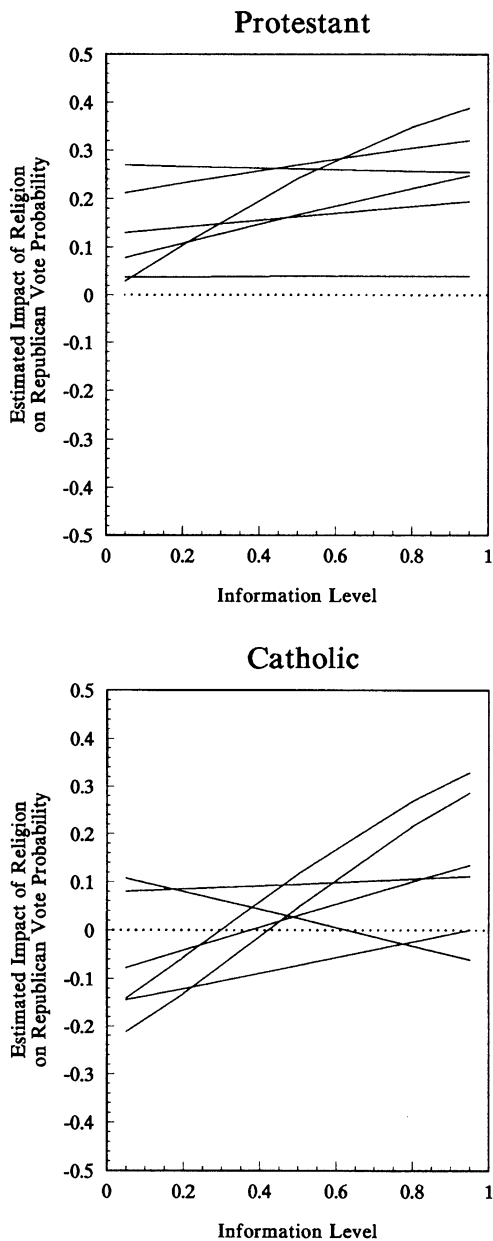 Protestant
Estimated Impact of Religion
on Republican Vote Probability
0.5
0.4
0.3
0.2
0.1
0
-0.1
-0.2
-0.3
-0.4
-0.5
0 0.2 0.4 0.6 0.8 1
Information Level
Catholic
Estimated Impact of Religion
on Republican Vote Probability
0.5
0.4
0.3
0.2
0.1
0
-0.1
-0.2
-0.3
-0.4
-0.5
0 0.2 0.4 0.6 0.8 1
Information Level